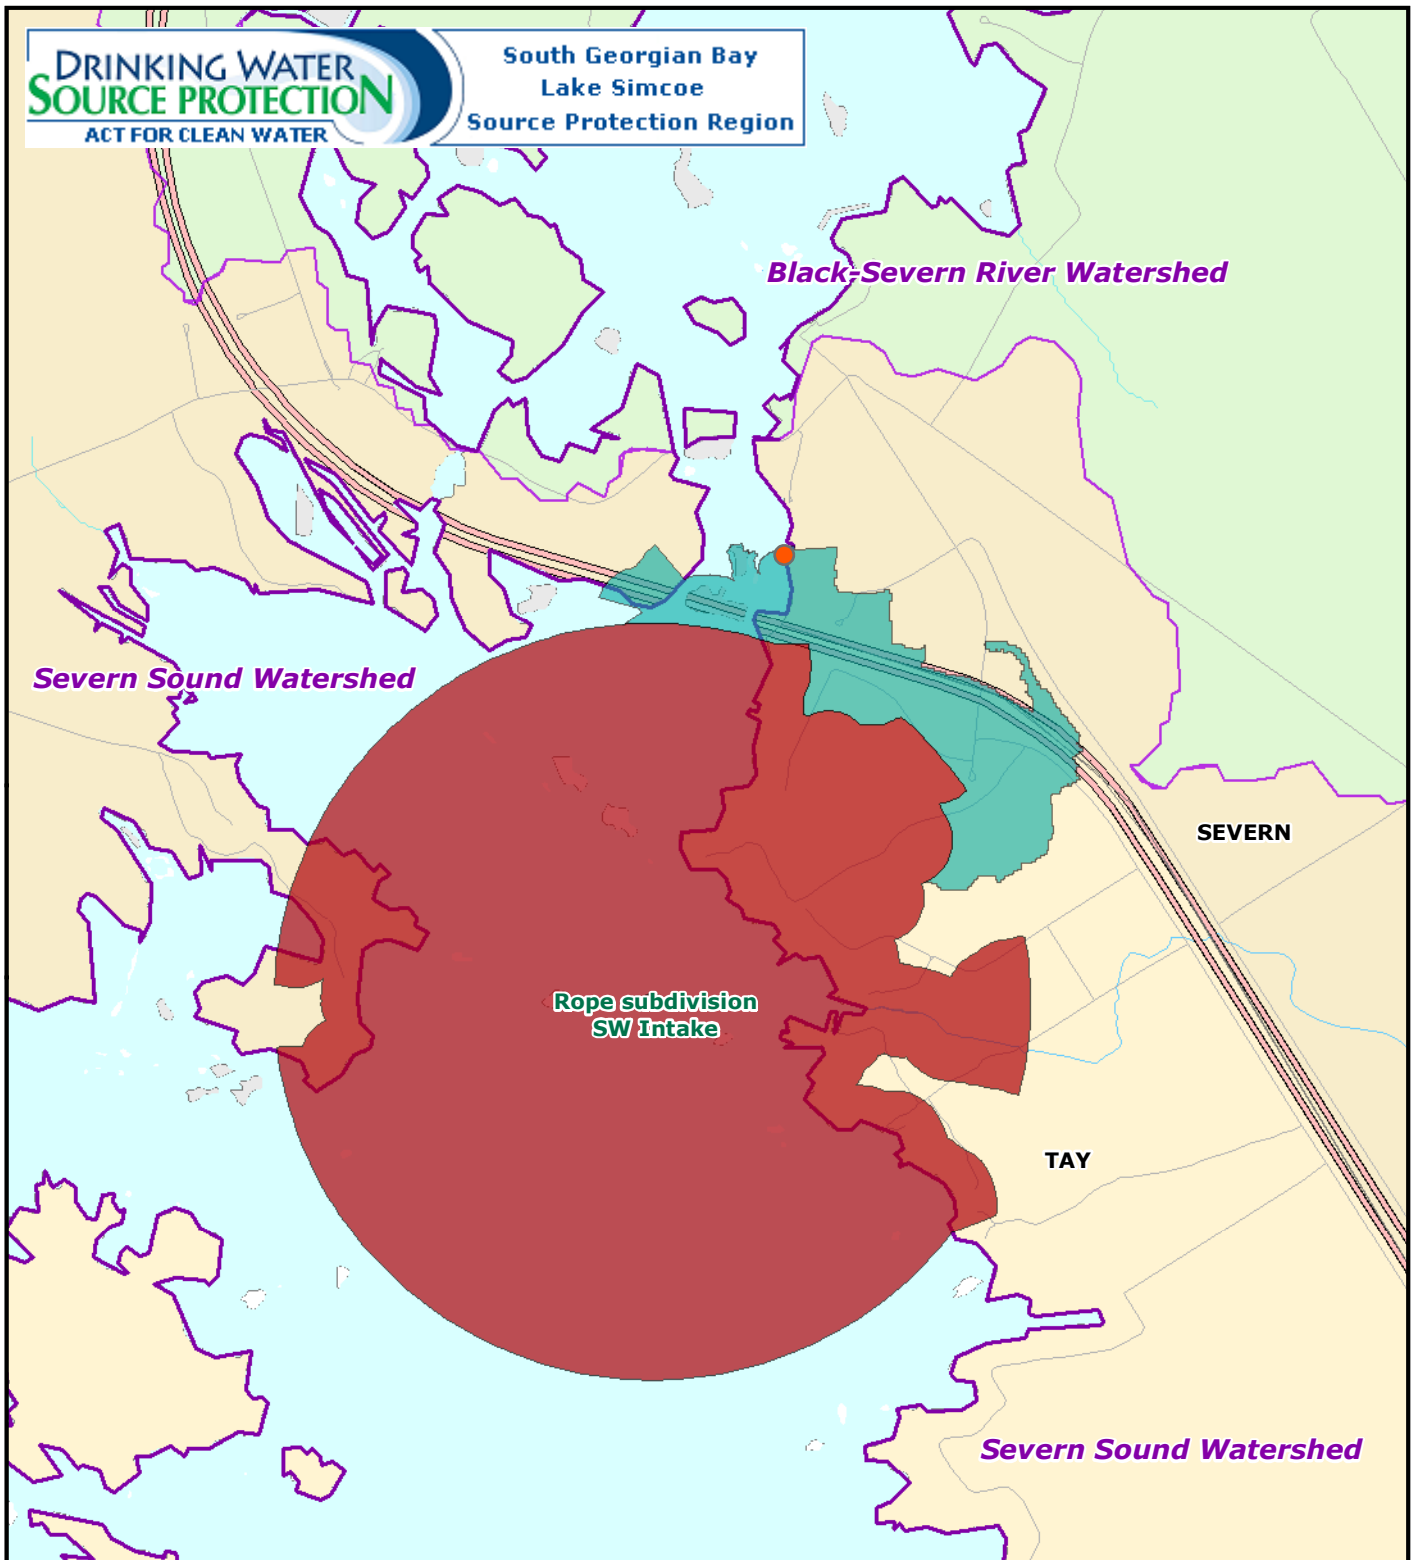 DRINKING WATER
SOURCE PROTECTION
ACT FOR CLEAN WATER
South Georgian Bay
Lake Simcoe
Source Protection Region
Black-Severn River Watershed
Severn Sound Watershed
SEVERN
Rope subdivision
SW Intake
TAY
Severn Sound Watershed